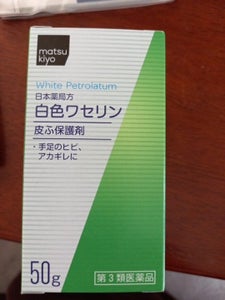 matsu
kiyo
White Petrolatum
日本薬局方
白色ワセリン
皮ふ保護剤
・手足のヒビ、
アカギレに
50g
第3類医薬品